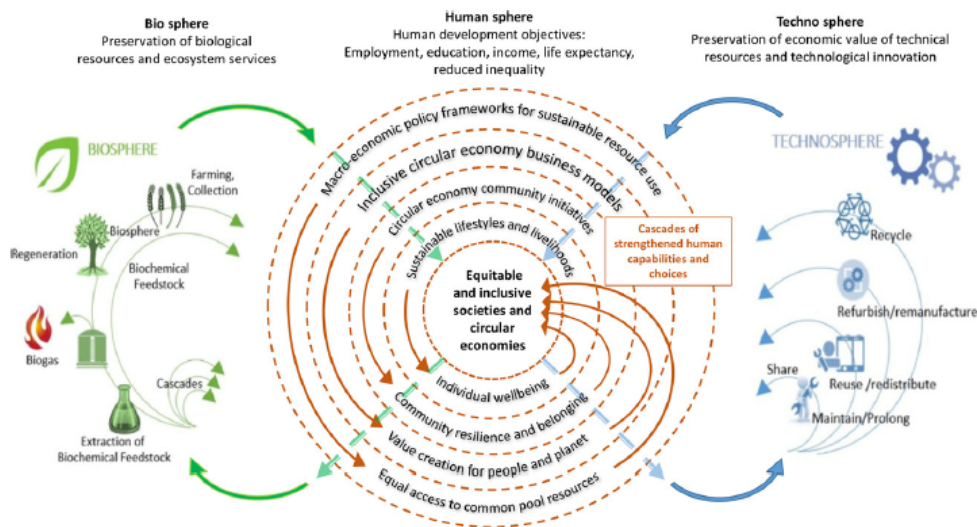 Bio sphere
Preservation of biological
resources and ecosystem services
Human sphere
Human development objectives:
Employment, education, income, life expectancy,
reduced inequality
Techno sphere
Preservation of economic value of technical
resources and technological innovation
BIOSPHERE
Farming,
Collection
Biosphere
Regeneration
Biochemical
Feedstock
Biogas
Cascades
Extraction of
Biochemical Feedstock
Macro-economic policy frameworks for sustainable resource use
Inclusive circular economy business models
Circular economy community initiatives
Sustainable lifestyles and livelihoods
Equitable
and inclusive
societies and
circular
economies
Cascades of
strengthened human
capabilities and
choices
Individual wellbeing
Community resilience and belonging
Value creation for people and planet
Equal access to common pool resources
TECHNOSPHERE
Recycle
Refurbish/remanufacture
Share
Reuse /redistribute
Maintain/Prolong